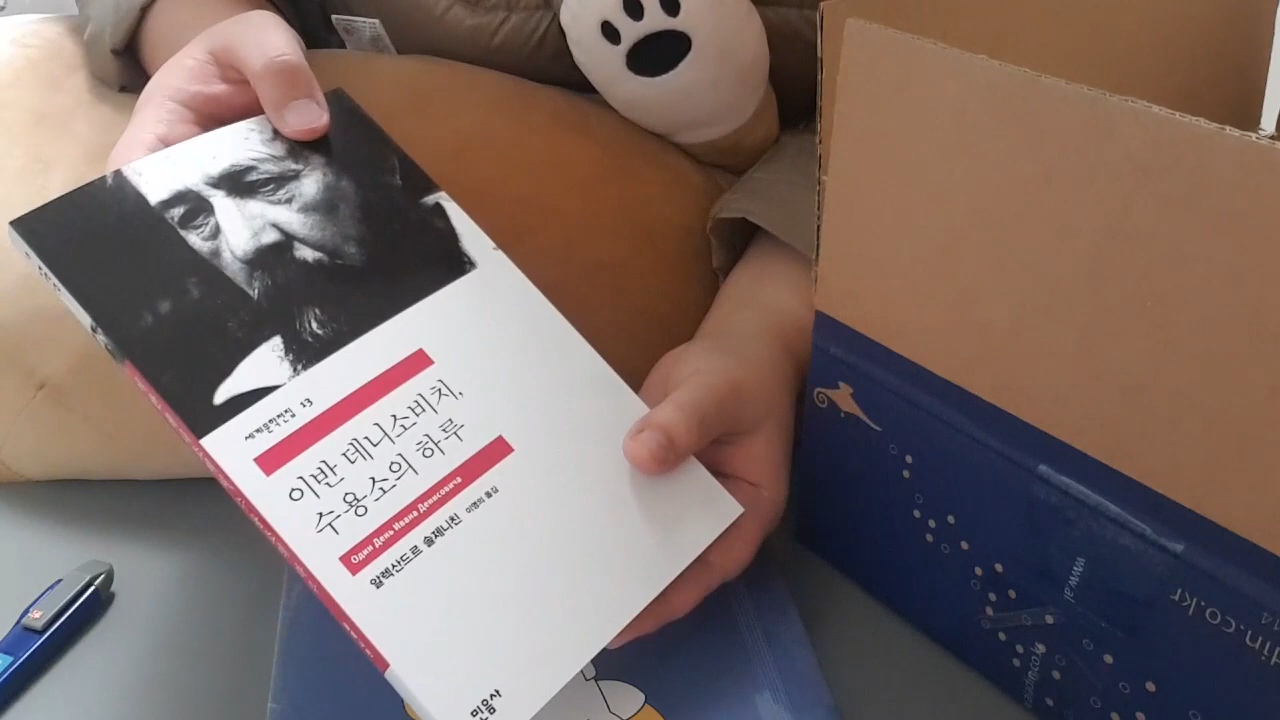 세계문학전집 13
이반 데니소비치,
수용소의 하루
Один День Ивана Денисовича
알렉산드르 솔제니친 이영의 옮김
민음사
www.al
din.co.kr